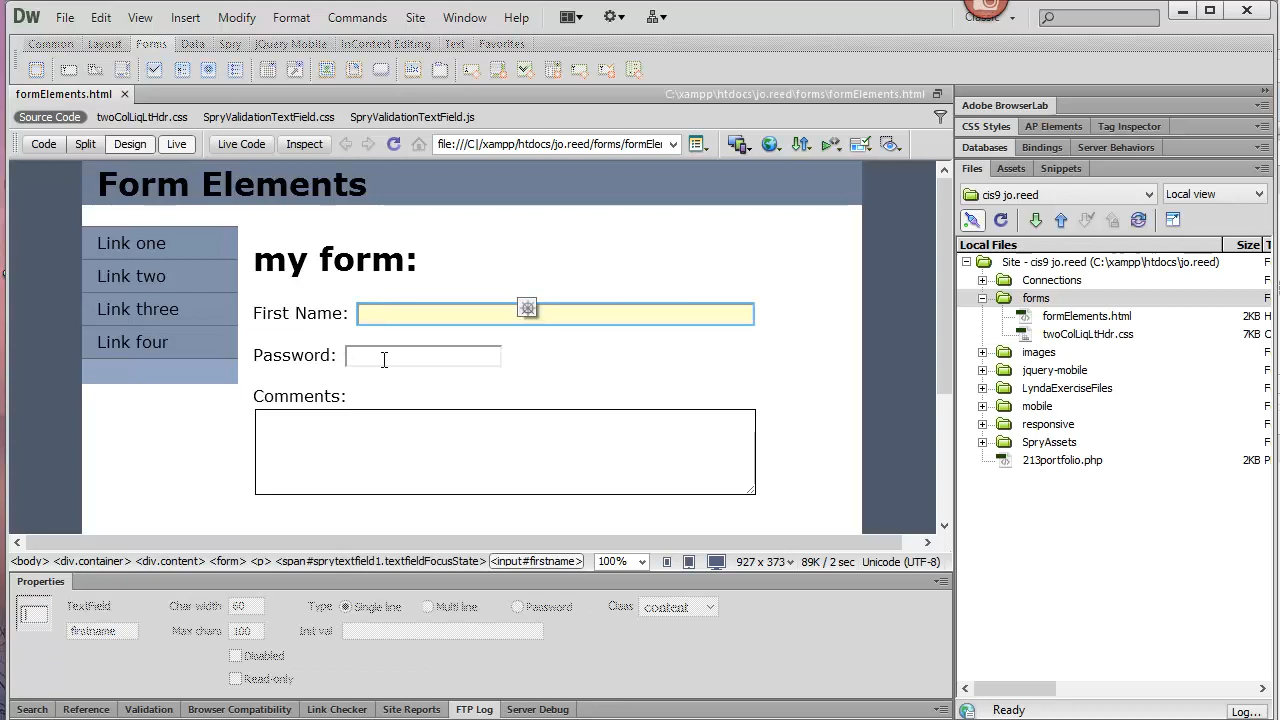 DW File Edit View Insert Modify Format Commands Site Window Help Classic
Common Layout Forms Data Spry jQuery Mobile InContext Editing Text Favorites
formElements.html C:\xampp\htdocs\jo.reed\forms\formElements.html
Source Code twoColLiqLtHdr.css SpryValidationTextField.css SpryValidationTextField.js
Code Split Design Live Live Code Inspect file:///C|/xampp/htdocs/jo.reed/forms/formEle
Form Elements
Link one
Link two
Link three
Link four
my form:
First Name:
Password:
Comments:
<body> <div.container> <div.content> <form> <p> <span#sprytextfield1.textfieldFocusState> <input#firstname> 100% 927 x 373 89K / 2 sec Unicode (UTF-8)
Properties
TextField Char width 60 Type Single line Multi line Password Class content
firstname Max chars 100 Init val
Disabled
Read-only
Search Reference Validation Browser Compatibility Link Checker Site Reports FTP Log Server Debug
Adobe BrowserLab
CSS Styles AP Elements Tag Inspector
Databases Bindings Server Behaviors
Files Assets Snippets
cis9 jo.reed Local view
Local Files Size T
Site - cis9 jo.reed (C:\xampp\htdocs\jo.reed) F
Connections F
forms F
formElements.html 2KB H
twoColLiqLtHdr.css 7KB C
images F
jquery-mobile F
LyndaExerciseFiles F
mobile F
responsive F
SpryAssets F
213portfolio.php 2KB P
Ready Log...